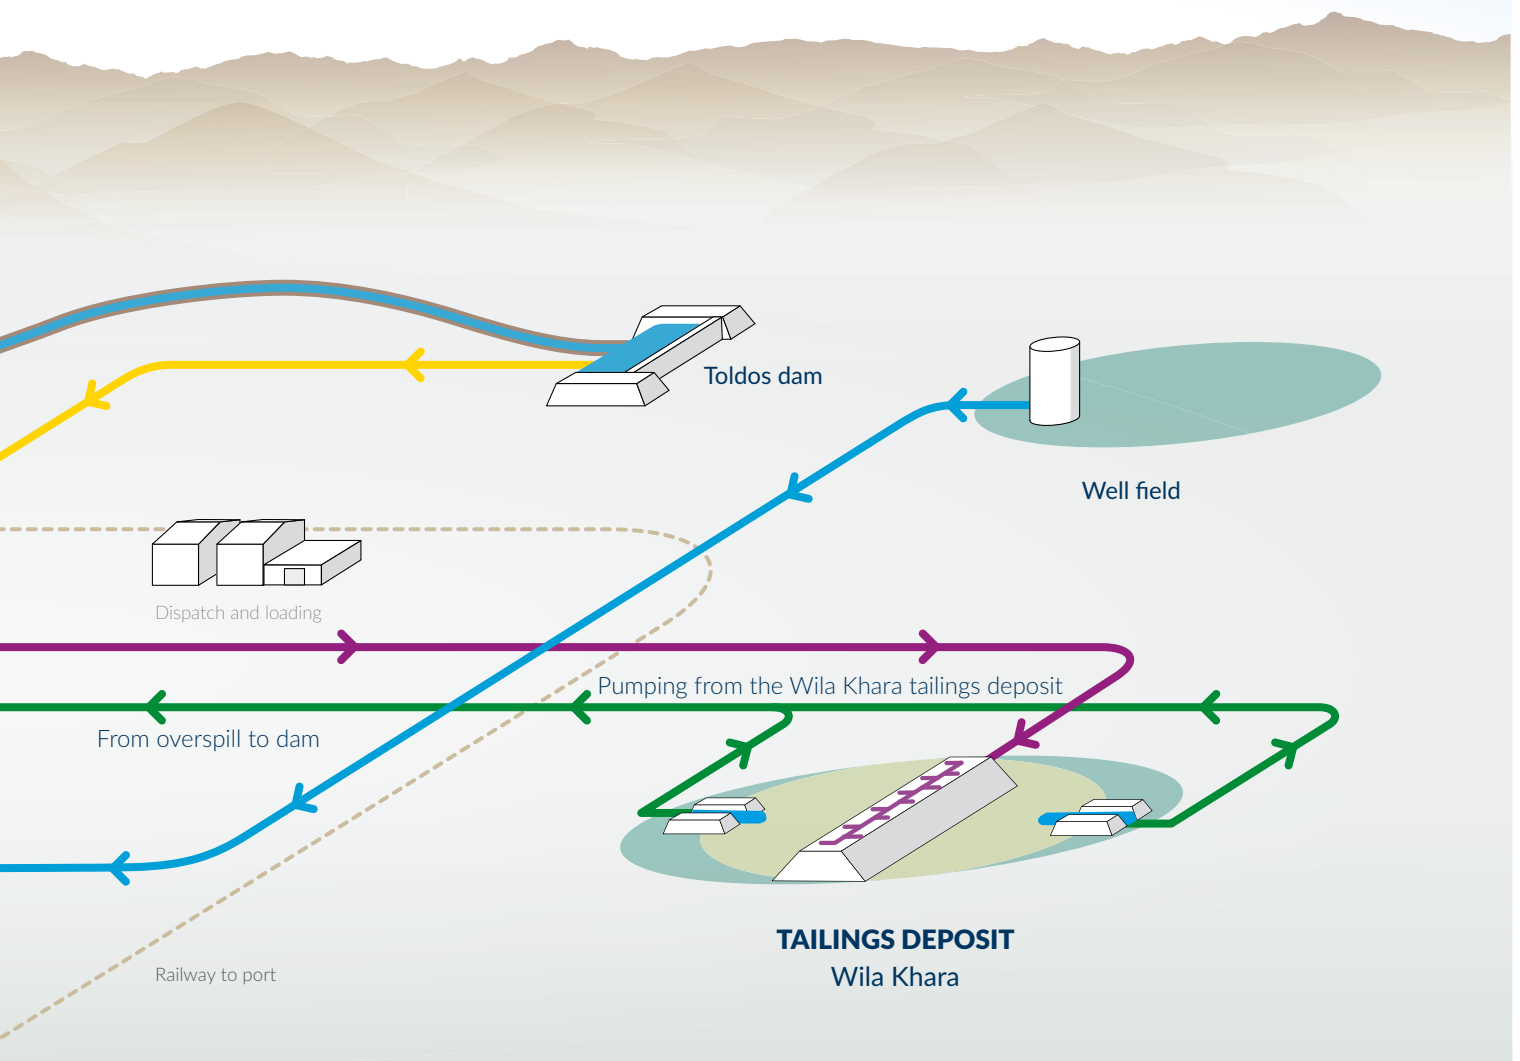 Toldos dam
Well field
Dispatch and loading
Pumping from the Wila Khara tailings deposit
From overspill to dam
TAILINGS DEPOSIT
Wila Khara
Railway to port